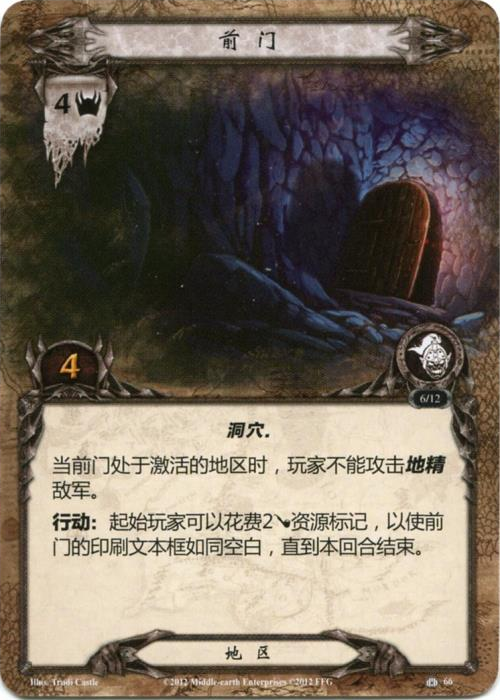 前门
4
4
6/12
洞穴.
当前门处于激活的地区时，玩家不能攻击地精
敌军。
行动：起始玩家可以花费2资源标记，以使前
门的印刷文本框如同空白，直到本回合结束。
地区
Illus. Trudi Castle
©2012 Middle-earth Enterprises ©2012 FFG
66